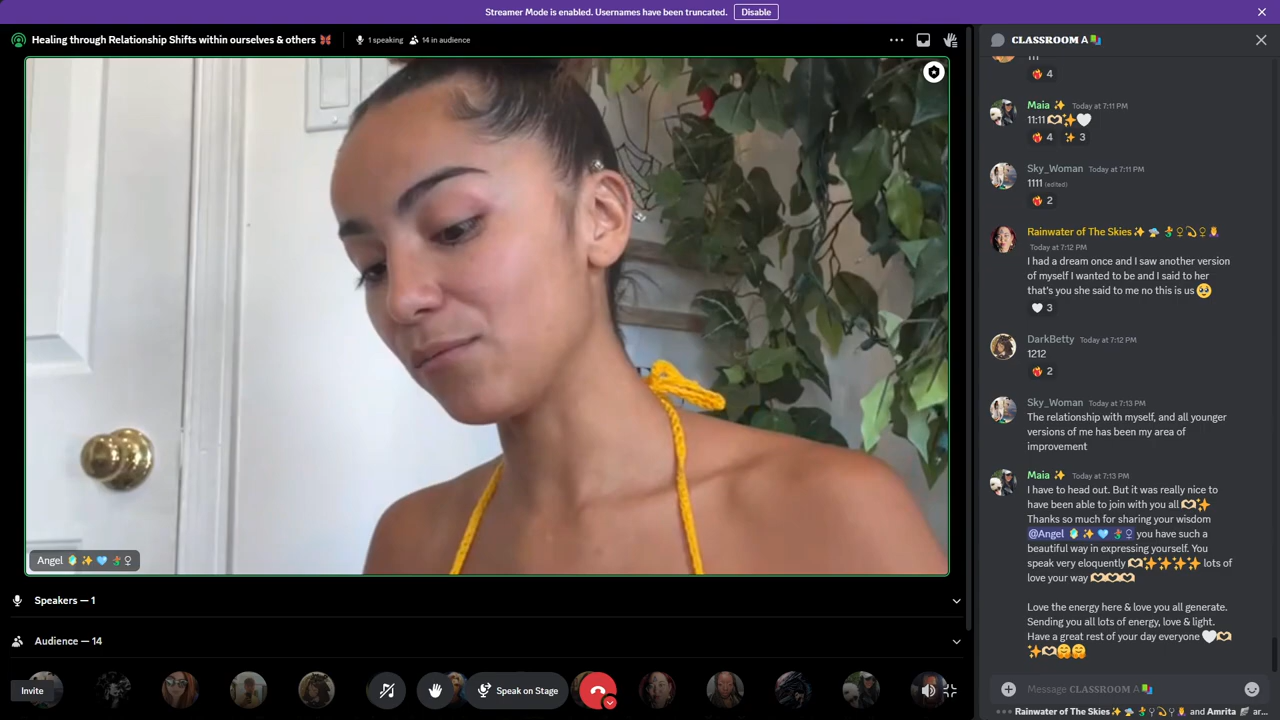 Streamer Mode is enabled. Usernames have been truncated.
Disable
Healing through Relationship Shifts within ourselves & others
1 speaking
14 in audience
Angel
Speakers — 1
Audience — 14
Invite
Speak on Stage
CLASSROOM A
4
Maia Today at 7:11 PM
11:11
4 3
Sky_Woman Today at 7:11 PM
1111 (edited)
2
Rainwater of The Skies
Today at 7:12 PM
I had a dream once and I saw another version
of myself I wanted to be and I said to her
that's you she said to me no this is us
3
DarkBetty Today at 7:12 PM
1212
2
Sky_Woman Today at 7:13 PM
The relationship with myself, and all younger
versions of me has been my area of
improvement
Maia Today at 7:13 PM
I have to head out. But it was really nice to
have been able to join with you all
Thanks so much for sharing your wisdom
@Angel you have such a
beautiful way in expressing yourself. You
speak very eloquently lots of
love your way
Love the energy here & love you all generate.
Sending you all lots of energy, love & light.
Have a great rest of your day everyone
Message CLASSROOM A
Rainwater of The Skies and Amrita ar...